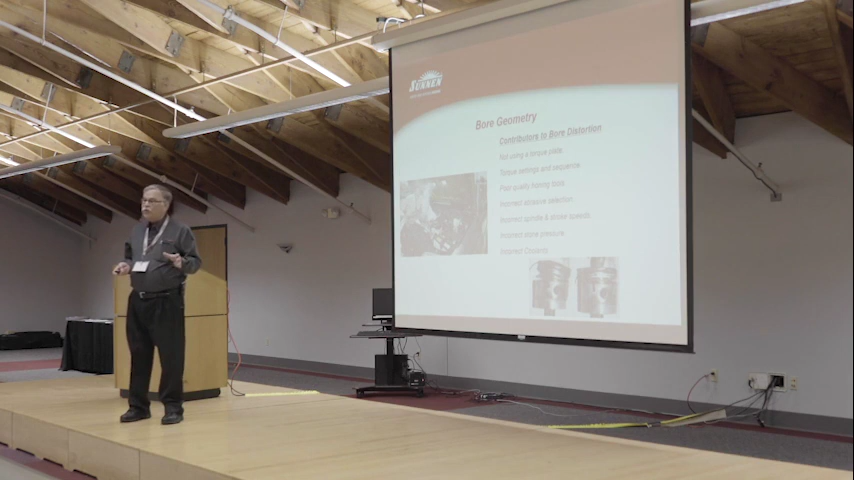 SUNNEN
Bore Geometry
Contributors to Bore Distortion
Not using a torque plate
Torque settings and sequence
Poor quality honing tools
Incorrect abrasive selection
Incorrect spindle & stroke speeds
Incorrect stone pressure
Incorrect Coolants